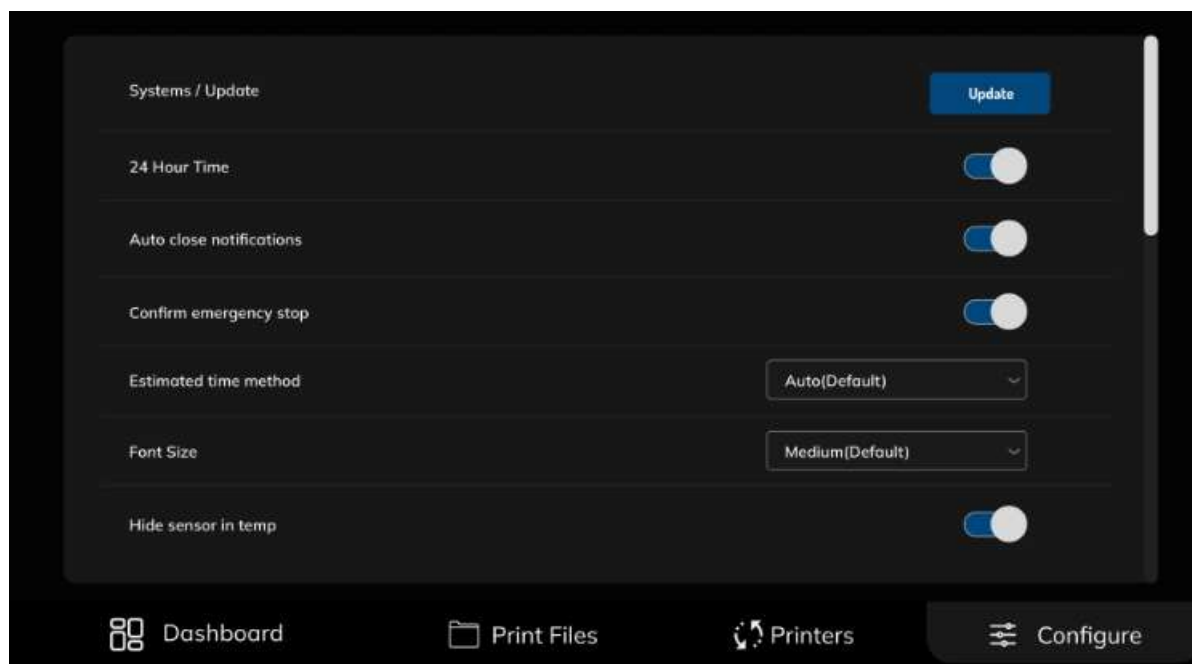 Systems / Update
Update
24 Hour Time
Auto close notifications
Confirm emergency stop
Estimated time method
Auto(Default)
Font Size
Medium(Default)
Hide sensor in temp
Dashboard
Print Files
Printers
Configure